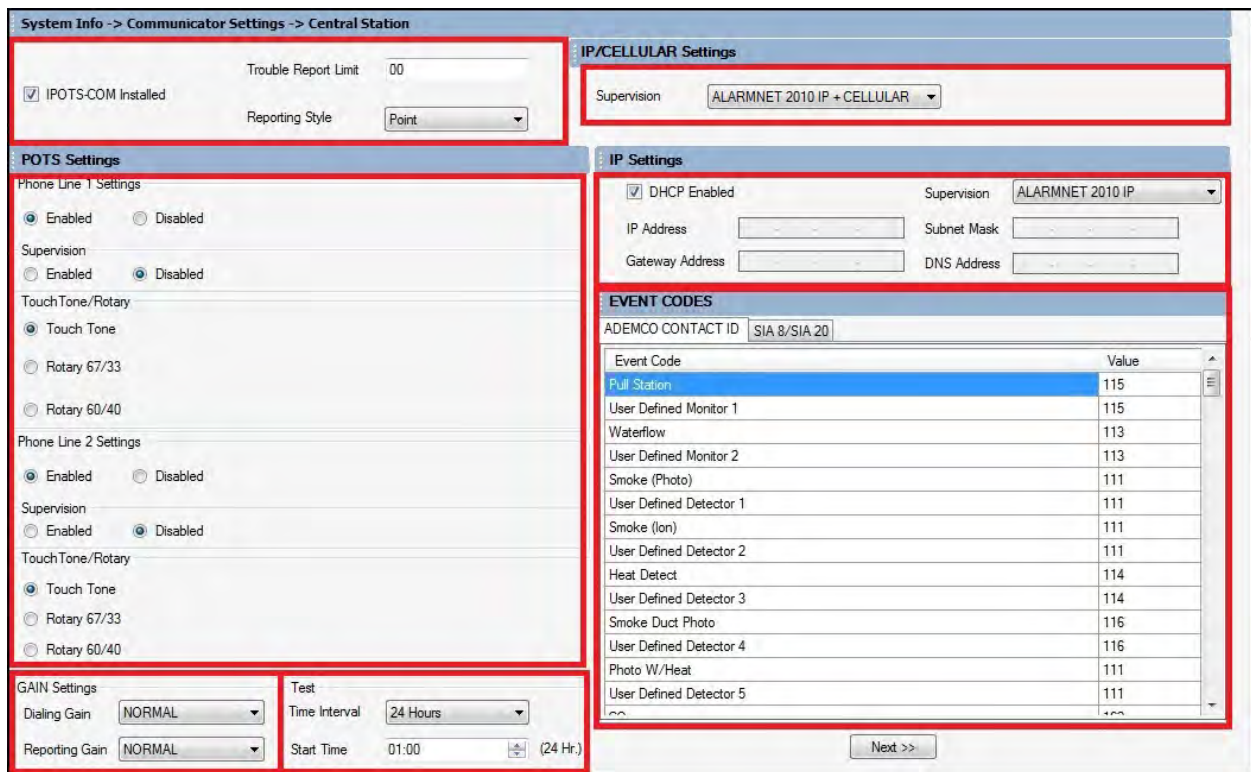 System Info -> Communicator Settings -> Central Station
Trouble Report Limit 00
IPOTS-COM Installed
Reporting Style Point
IP/CELLULAR Settings
Supervision ALARMNET 2010 IP + CELLULAR
POTS Settings
Phone Line 1 Settings
Enabled Disabled
Supervision
Enabled Disabled
TouchTone/Rotary
Touch Tone
Rotary 67/33
Rotary 60/40
Phone Line 2 Settings
Enabled Disabled
Supervision
Enabled Disabled
TouchTone/Rotary
Touch Tone
Rotary 67/33
Rotary 60/40
GAIN Settings
Dialing Gain NORMAL
Reporting Gain NORMAL
Test
Time Interval 24 Hours
Start Time 01:00 (24 Hr.)
IP Settings
DHCP Enabled Supervision ALARMNET 2010 IP
IP Address Subnet Mask
Gateway Address DNS Address
EVENT CODES
ADEMCO CONTACT ID SIA 8/SIA 20
Event Code Value
Pull Station 115
User Defined Monitor 1 115
Waterflow 113
User Defined Monitor 2 113
Smoke (Photo) 111
User Defined Detector 1 111
Smoke (Ion) 111
User Defined Detector 2 111
Heat Detect 114
User Defined Detector 3 114
Smoke Duct Photo 116
User Defined Detector 4 116
Photo W/Heat 111
User Defined Detector 5 111
Next >>